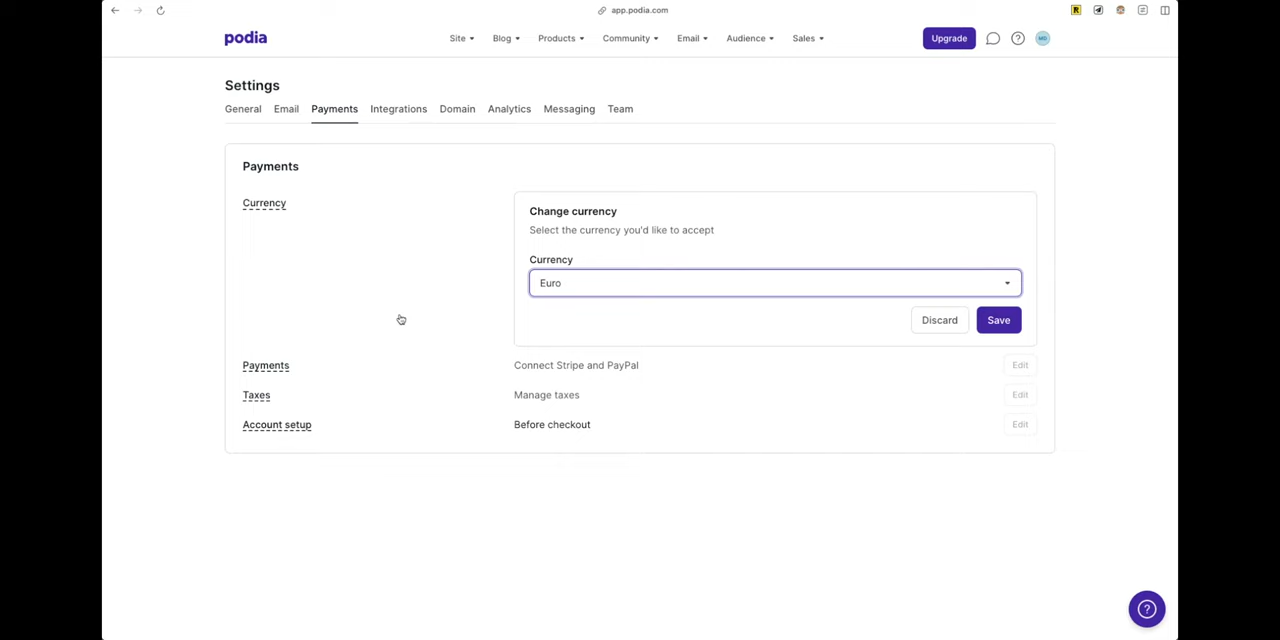 app.podia.com
podia
Site Blog Products Community Email Audience Sales
Upgrade
MD
Settings
General Email Payments Integrations Domain Analytics Messaging Team
Payments
Currency
Change currency
Select the currency you'd like to accept
Currency
Euro
Discard Save
Payments Connect Stripe and PayPal Edit
Taxes Manage taxes Edit
Account setup Before checkout Edit